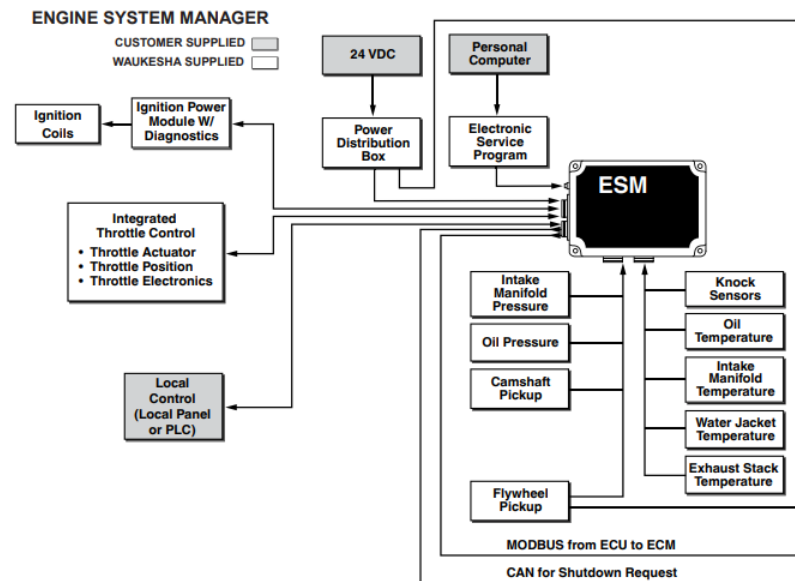 ENGINE SYSTEM MANAGER
CUSTOMER SUPPLIED
WAUKESHA SUPPLIED
24 VDC
Personal
Computer
Ignition
Coils
Ignition Power
Module W/
Diagnostics
Power
Distribution
Box
Electronic
Service
Program
ESM
Integrated
Throttle Control
• Throttle Actuator
• Throttle Position
• Throttle Electronics
Intake
Manifold
Pressure
Oil Pressure
Camshaft
Pickup
Flywheel
Pickup
Knock
Sensors
Oil
Temperature
Intake
Manifold
Temperature
Water Jacket
Temperature
Exhaust Stack
Temperature
Local
Control
(Local Panel
or PLC)
MODBUS from ECU to ECM
CAN for Shutdown Request